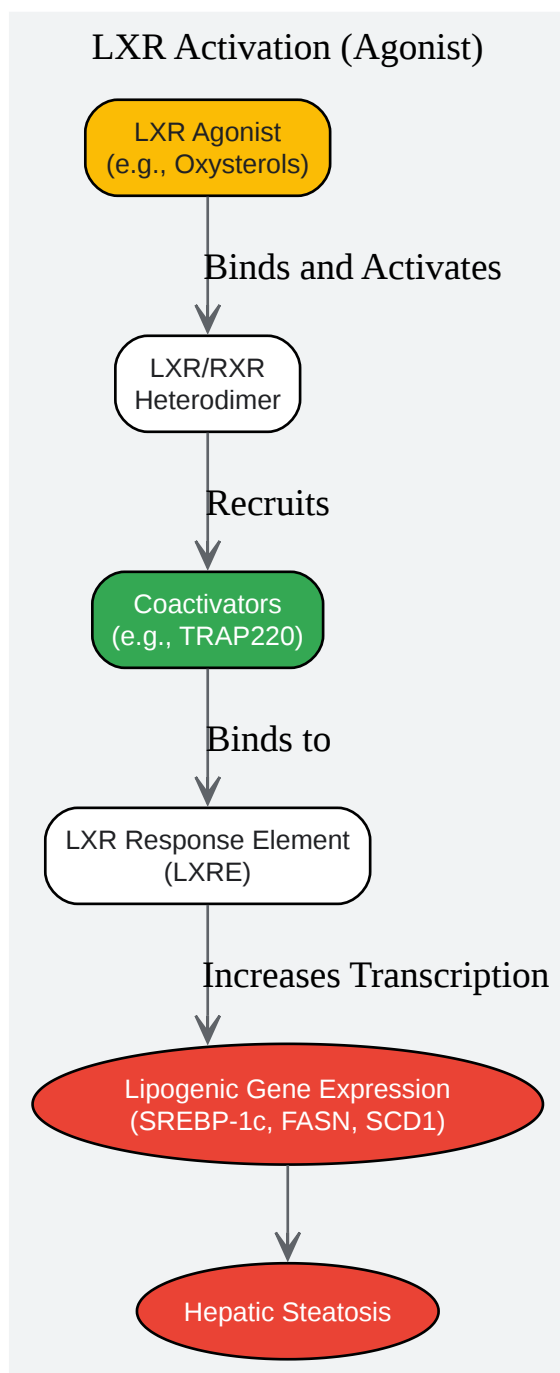 LXR Activation (Agonist)
LXR Agonist
(e.g., Oxysterols)
Binds and Activates
LXR/RXR
Heterodimer
Recruits
Coactivators
(e.g., TRAP220)
Binds to
LXR Response Element
(LXRE)
Increases Transcription
Lipogenic Gene Expression
(SREBP-1c, FASN, SCD1)
Hepatic Steatosis